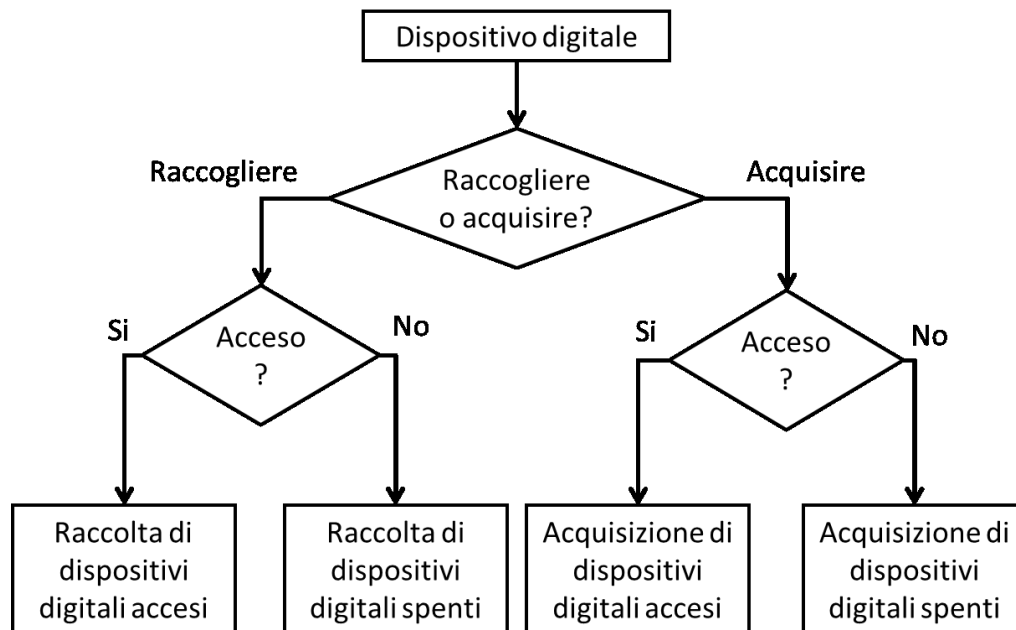 Dispositivo digitale
Raccogliere
Acquisire
Raccogliere
o acquisire?
Si
Acceso
?
No
Si
Acceso
?
No
Raccolta di
dispositivi
digitali accesi
Raccolta di
dispositivi
digitali spenti
Acquisizione di
dispositivi
digitali accesi
Acquisizione di
dispositivi
digitali spenti